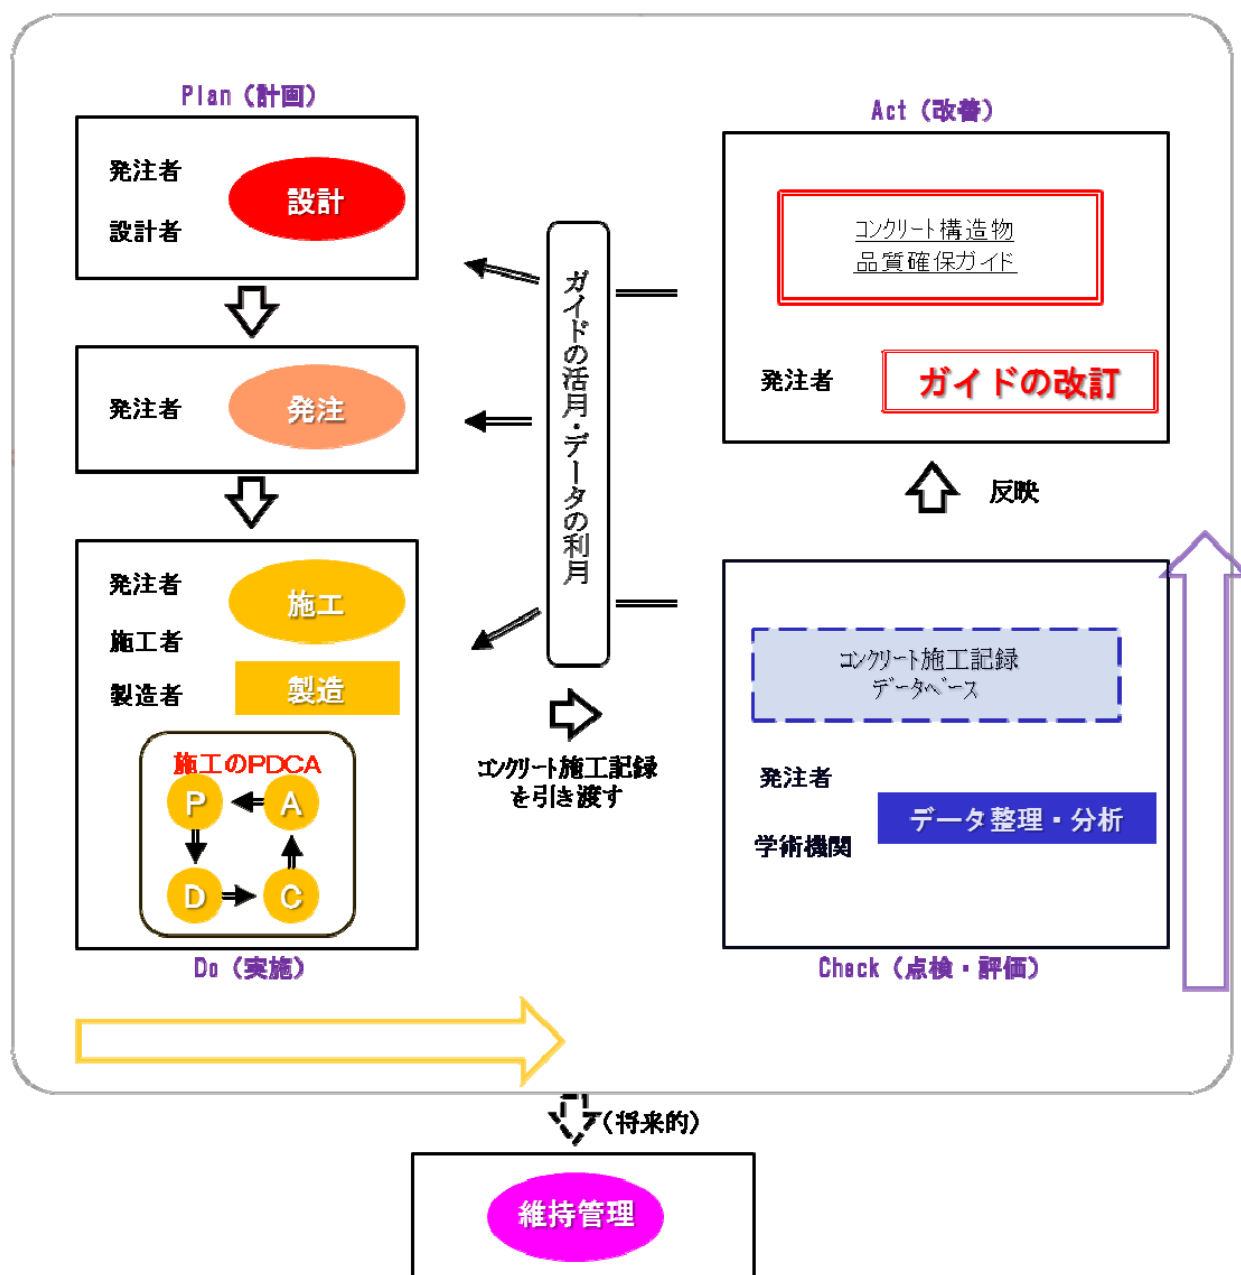 Plan（計画）
発注者
設計者
設計
発注者
発注
発注者
施工者
製造者
施工
製造
施工のPDCA
P
A
D
C
Do（実施）
ガイドの活用・データの利用
コンクリート施工記録
を引き渡す
Act（改善）
コンクリート構造物
品質確保ガイド
発注者
ガイドの改訂
反映
コンクリート施工記録
データベース
発注者
学術機関
データ整理・分析
Check（点検・評価）
（将来的）
維持管理